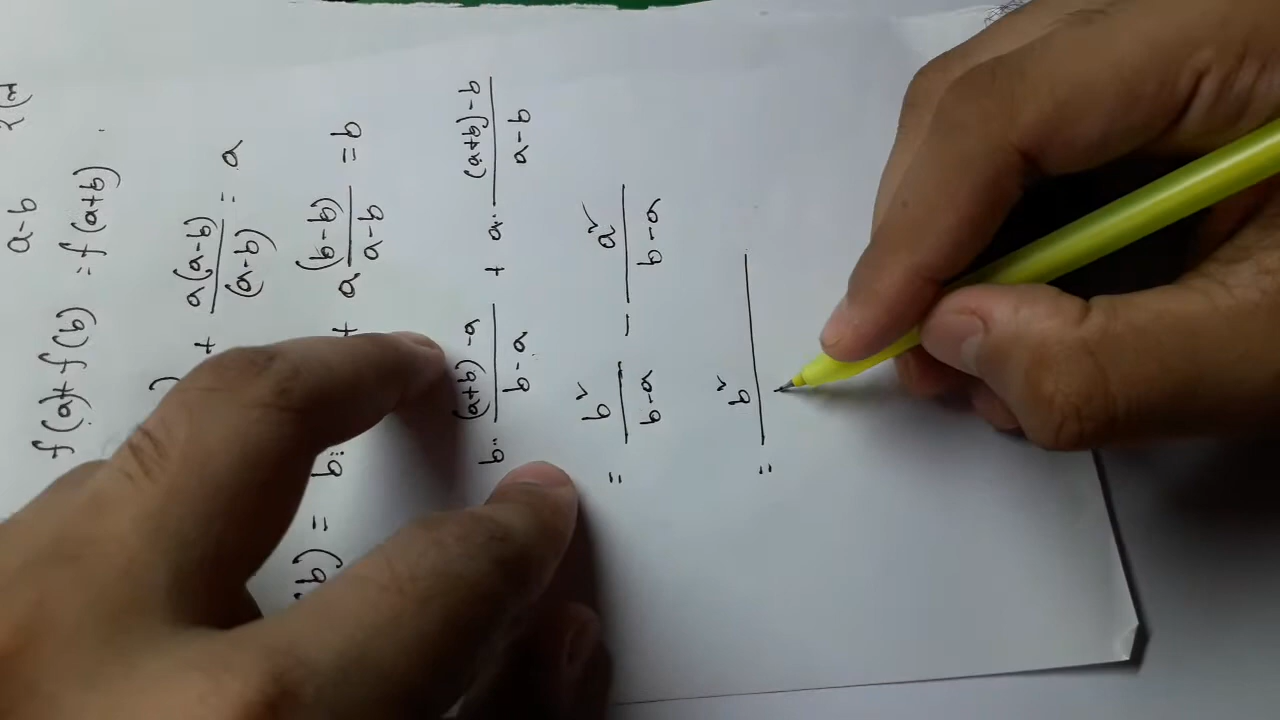 a-b
f(a)+f(b) =f(a+b).
) + a(a-b)/(a-b) = a
b) = b. + a (b-b)/(a-b) = b
b. (a+b)-a/b-a + a. (a+b)-b/a-b
= b²/b-a - a²/b-a
= b²